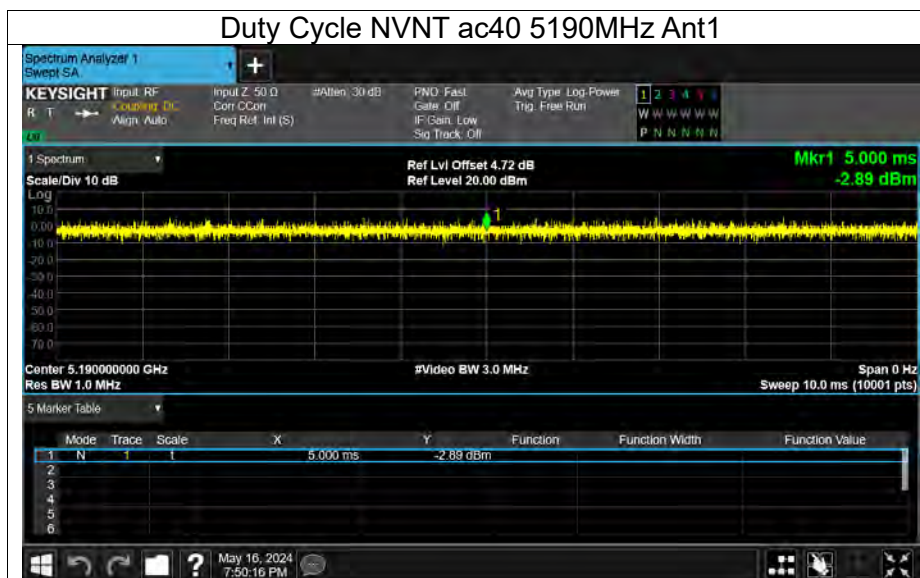 Duty Cycle NVNT ac40 5190MHz Ant1
Spectrum Analyzer 1
Swept SA
+
KEYSIGHT Input: RF Input Z: 50 Ω #Atten: 30 dB PNO: Fast Avg Type: Log-Power 1 2 3 4 5 6
R T Coupling: DC Corr CCorr Gate: Off Trig: Free Run W W W W W W
Align: Auto Freq Ref: Int (S) IF Gain: Low P N N N N N
Sig Track: Off
1 Spectrum Ref Lvl Offset 4.72 dB Mkr1 5.000 ms
Scale/Div 10 dB Ref Level 20.00 dBm -2.89 dBm
Log
10.0
0.00
-10.0
-20.0
-30.0
-40.0
-50.0
-60.0
-70.0
1
Center 5.190000000 GHz #Video BW 3.0 MHz Span 0 Hz
Res BW 1.0 MHz Sweep 10.0 ms (10001 pts)
5 Marker Table
Mode Trace Scale X Y Function Function Width Function Value
1 N 1 t 5.000 ms -2.89 dBm
2
3
4
5
6
? May 16, 2024
7:50:16 PM